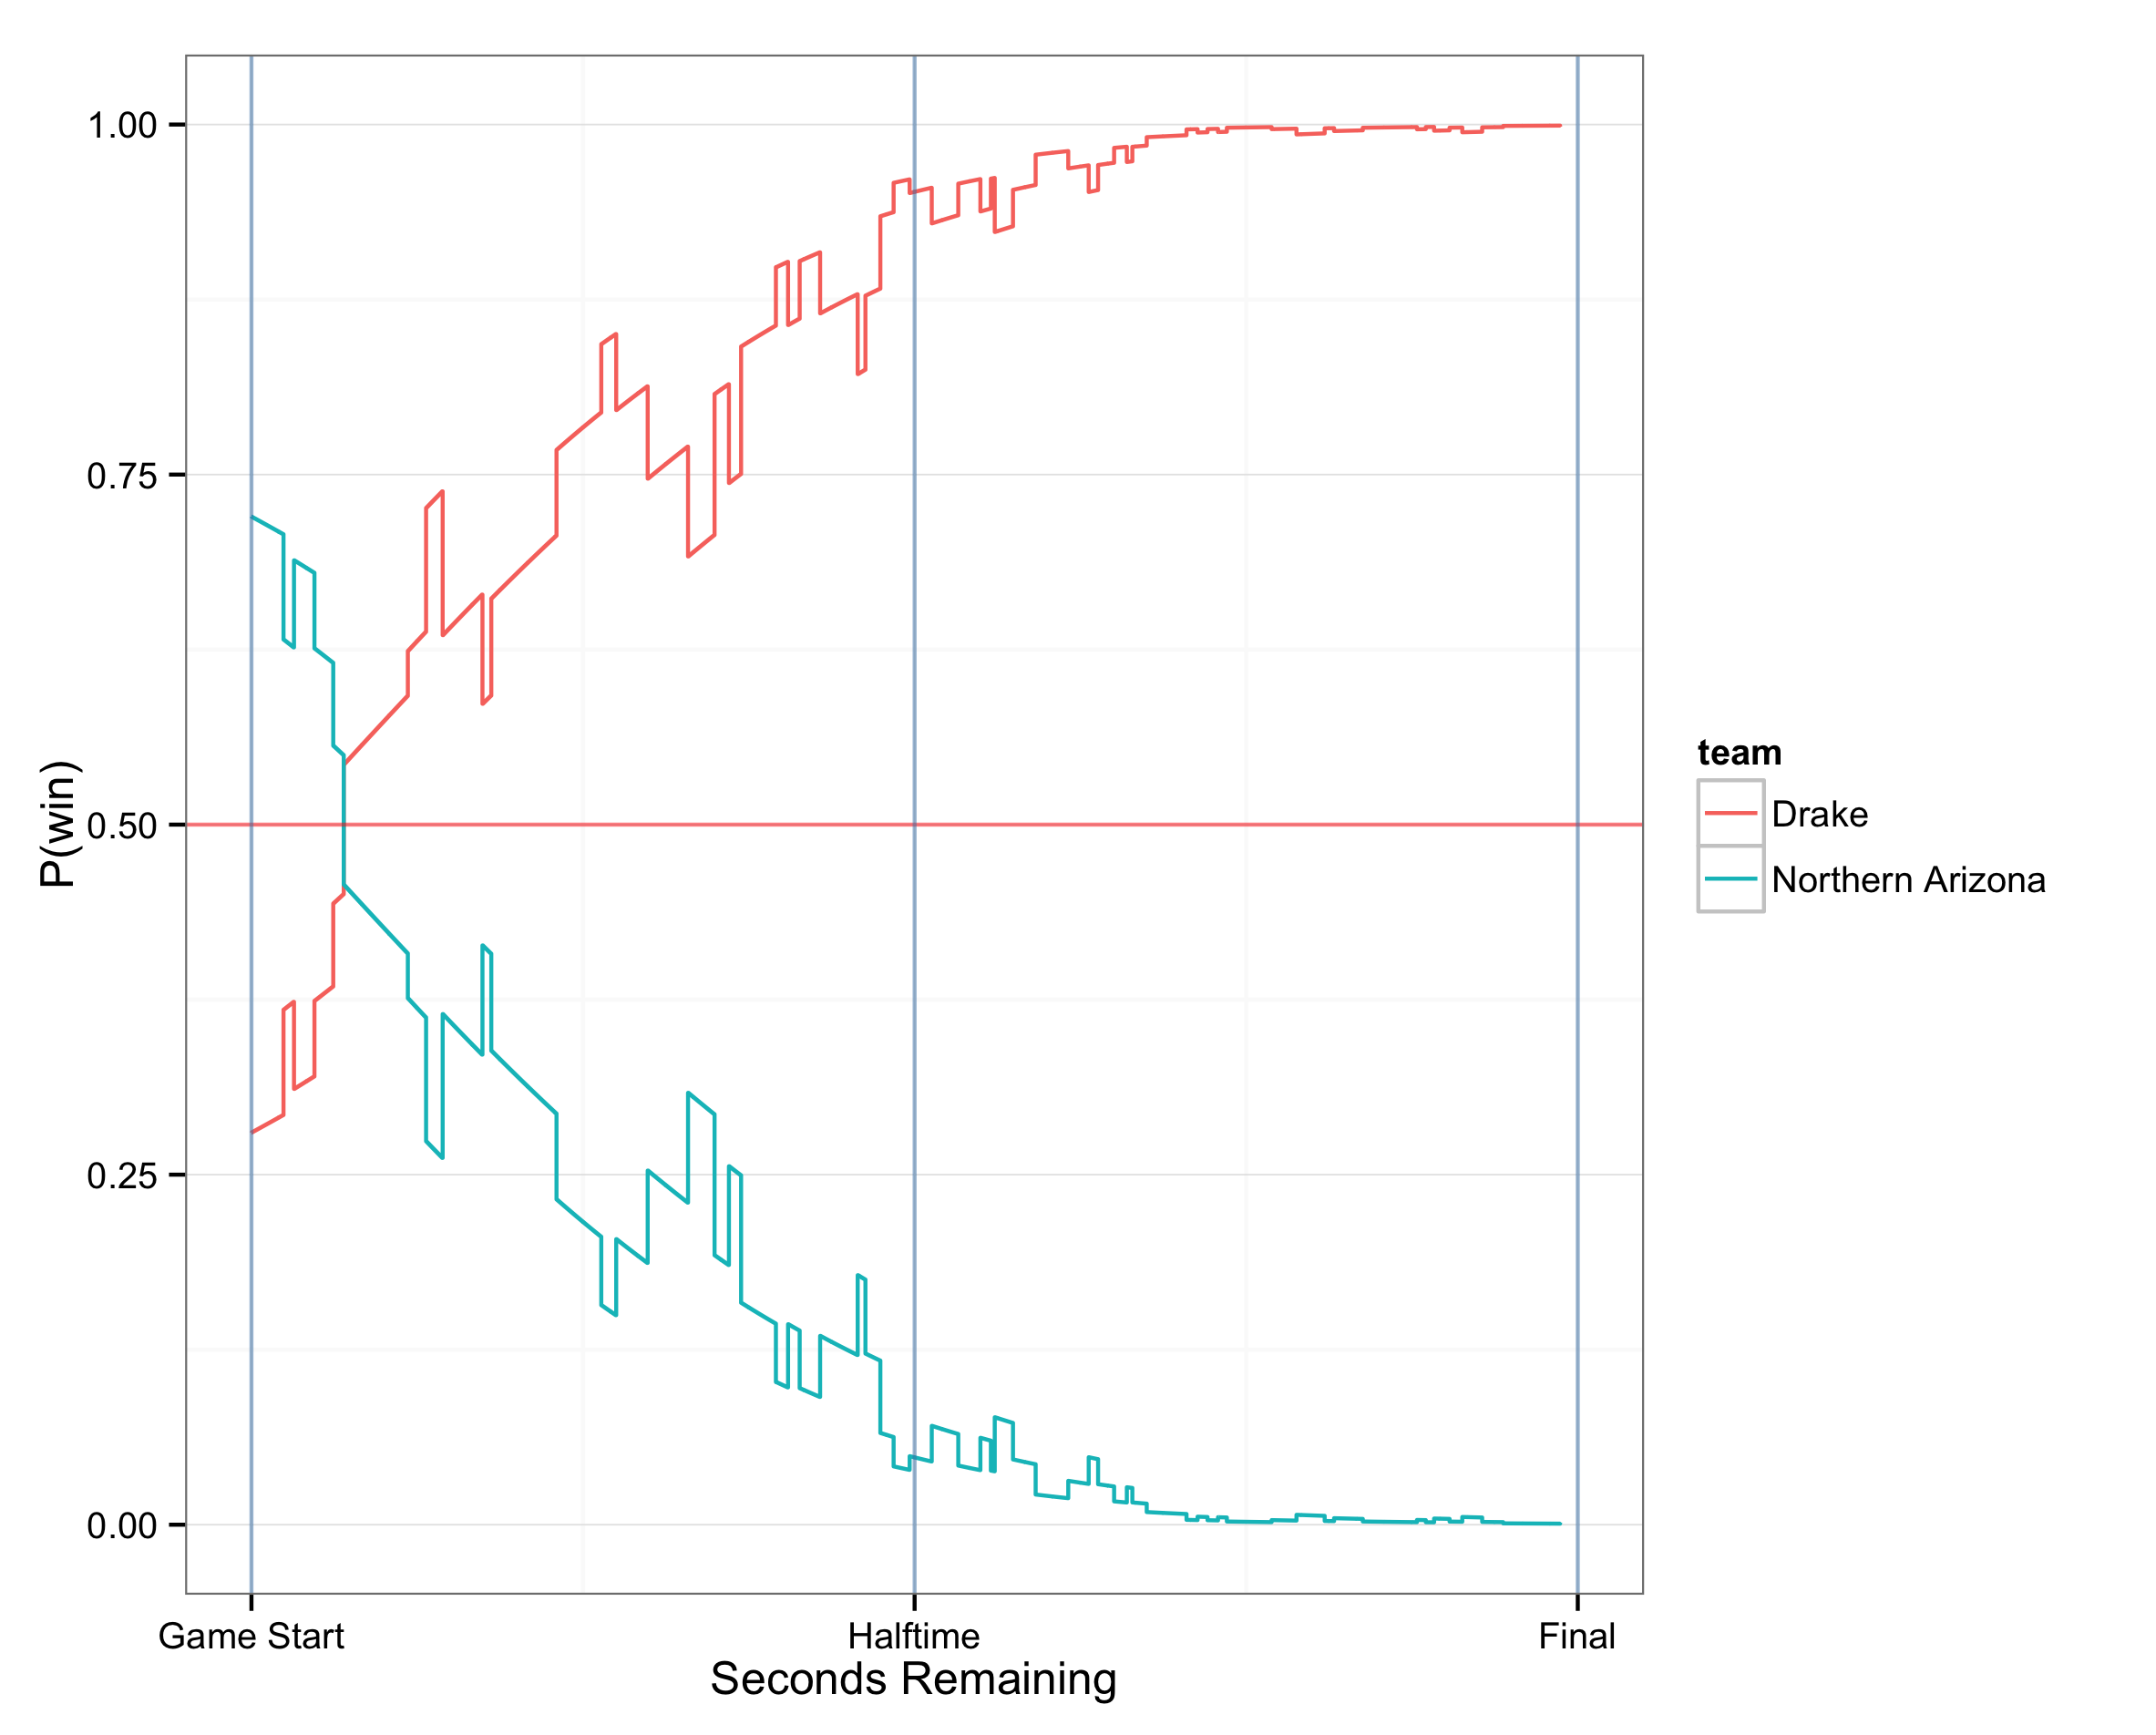 1.00
0.75
0.50
0.25
0.00
P(win)
Game Start
Halftime
Final
Seconds Remaining
team
Drake
Northern Arizona